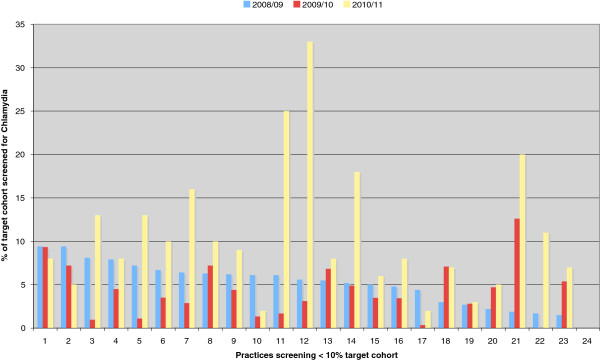 2008/09 2009/10 2010/11
% of target cohort screened for Chlamydia
35
30
25
20
15
10
5
0
1 2 3 4 5 6 7 8 9 10 11 12 13 14 15 16 17 18 19 20 21 22 23 24
Practices screening < 10% target cohort